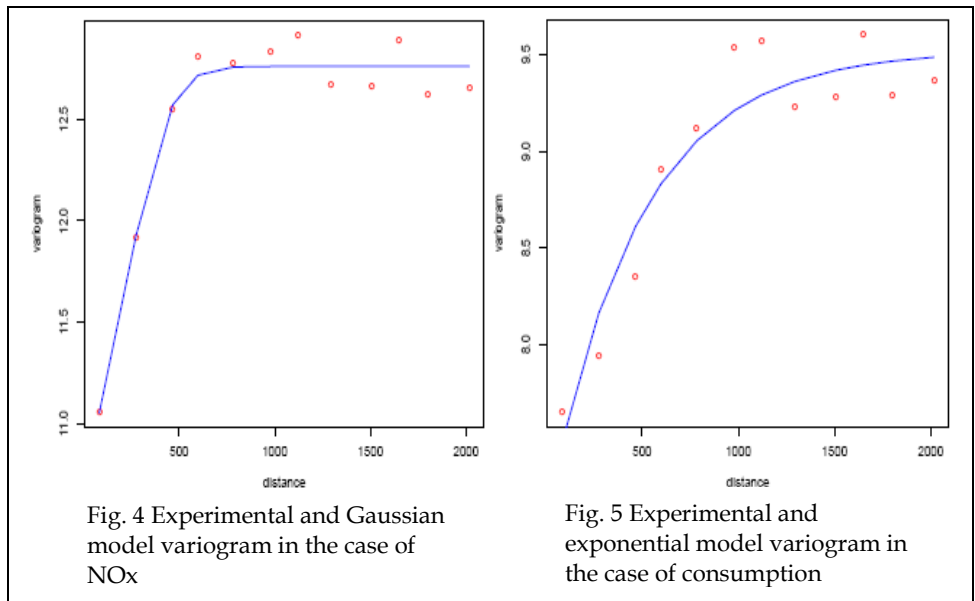 12.5
12.0
11.5
11.0
variogram
500
1000
1500
2000
distance
Fig. 4 Experimental and Gaussian
model variogram in the case of
NOx
9.5
9.0
8.5
8.0
variogram
500
1000
1500
2000
distance
Fig. 5 Experimental and
exponential model variogram in
the case of consumption